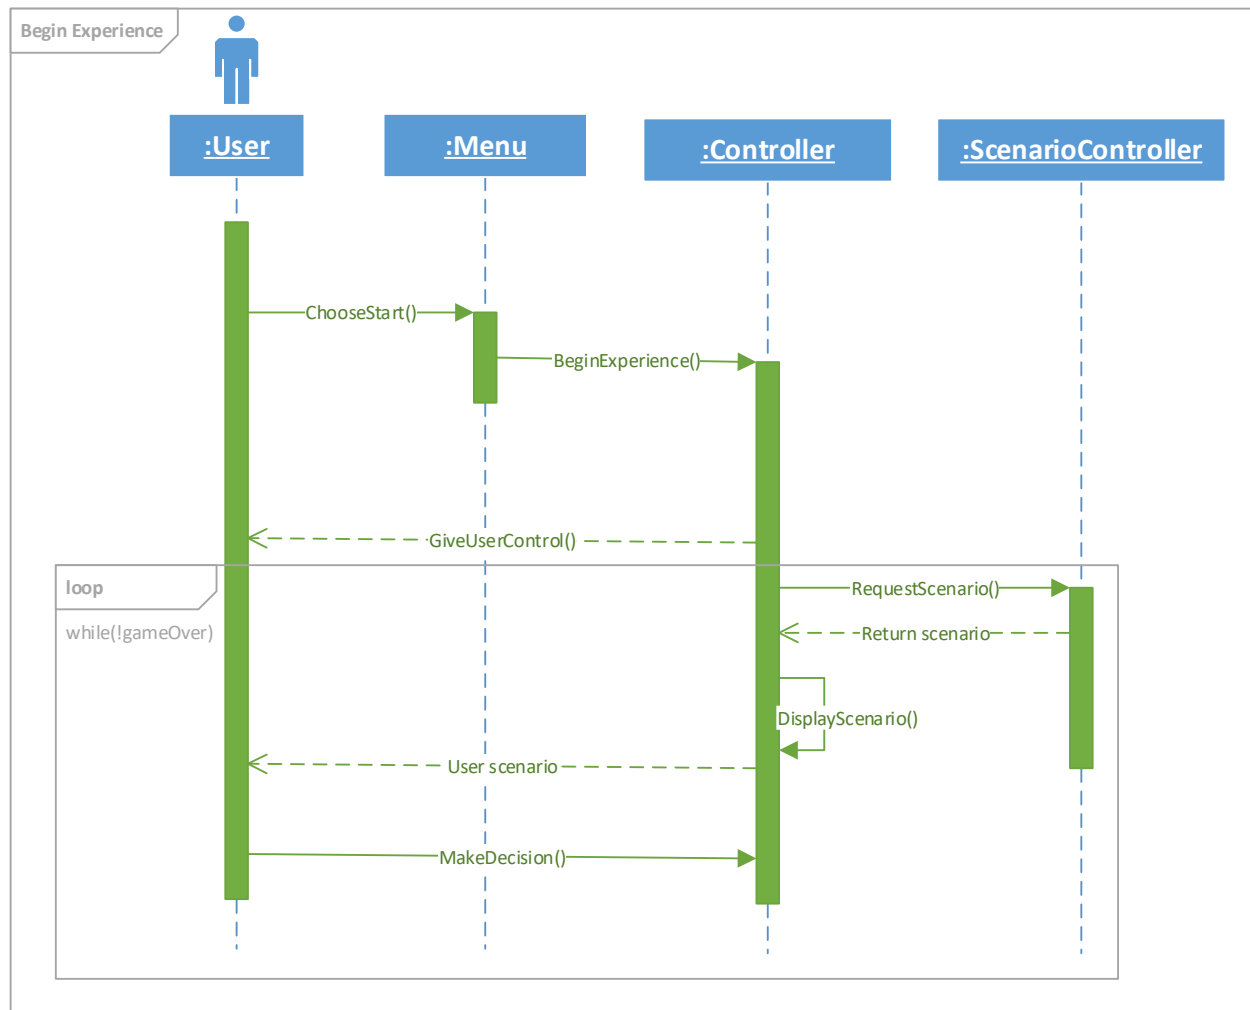 Begin Experience
:User
:Menu
:Controller
:ScenarioController
ChooseStart()
BeginExperience()
GiveUserControl()
loop
while(!gameOver)
RequestScenario()
Return scenario
DisplayScenario()
User scenario
MakeDecision()